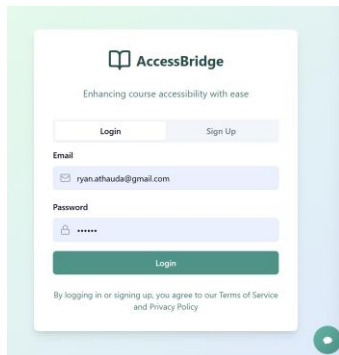 AccessBridge
Enhancing course accessibility with ease
Login
Sign Up
Email
ryan.athauda@gmail.com
Password
••••••
Login
By logging in or signing up, you agree to our Terms of Service
and Privacy Policy